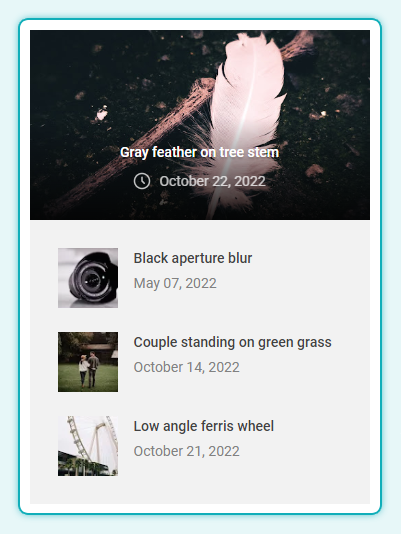 Gray feather on tree stem
October 22, 2022
Black aperture blur
May 07, 2022
Couple standing on green grass
October 14, 2022
Low angle ferris wheel
October 21, 2022